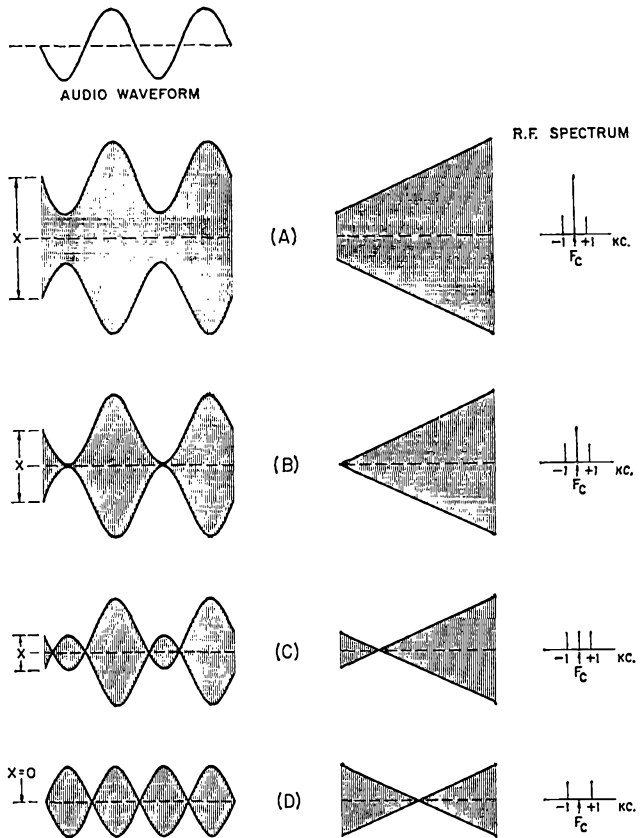 AUDIO WAVEFORM
R.F. SPECTRUM
X
(A)
-1 +1 KC.
FC
X
(B)
-1 +1 KC.
FC
X
(C)
-1 +1 KC.
FC
X=0
(D)
-1 +1 KC.
FC